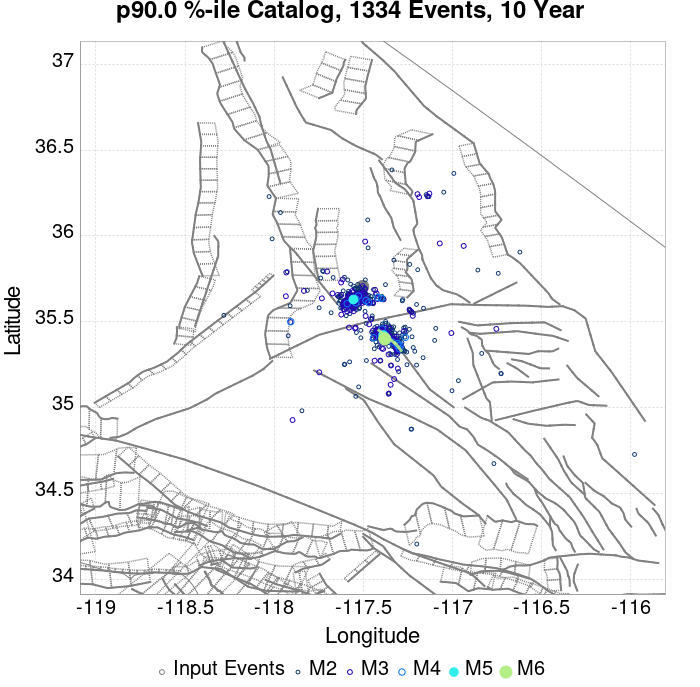 p90.0 %-ile Catalog, 1334 Events, 10 Year
37
36.5
36
35.5
35
34.5
34
Latitude
-119 -118.5 -118 -117.5 -117 -116.5 -116
Longitude
Input Events M2 M3 M4 M5 M6